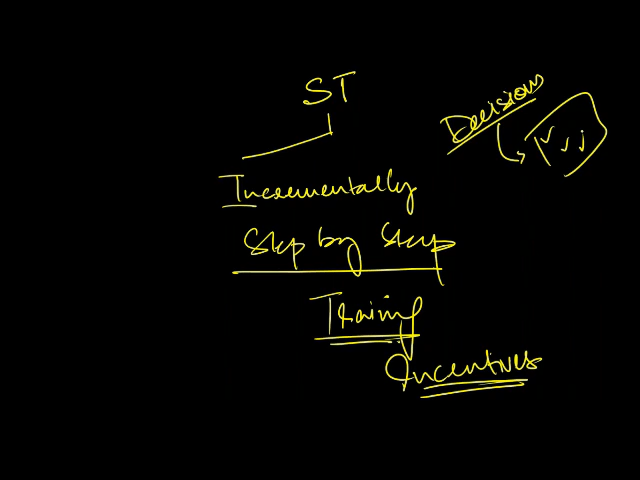 ST
Decisions
Incrementally
Step by Step
Training
Incentives